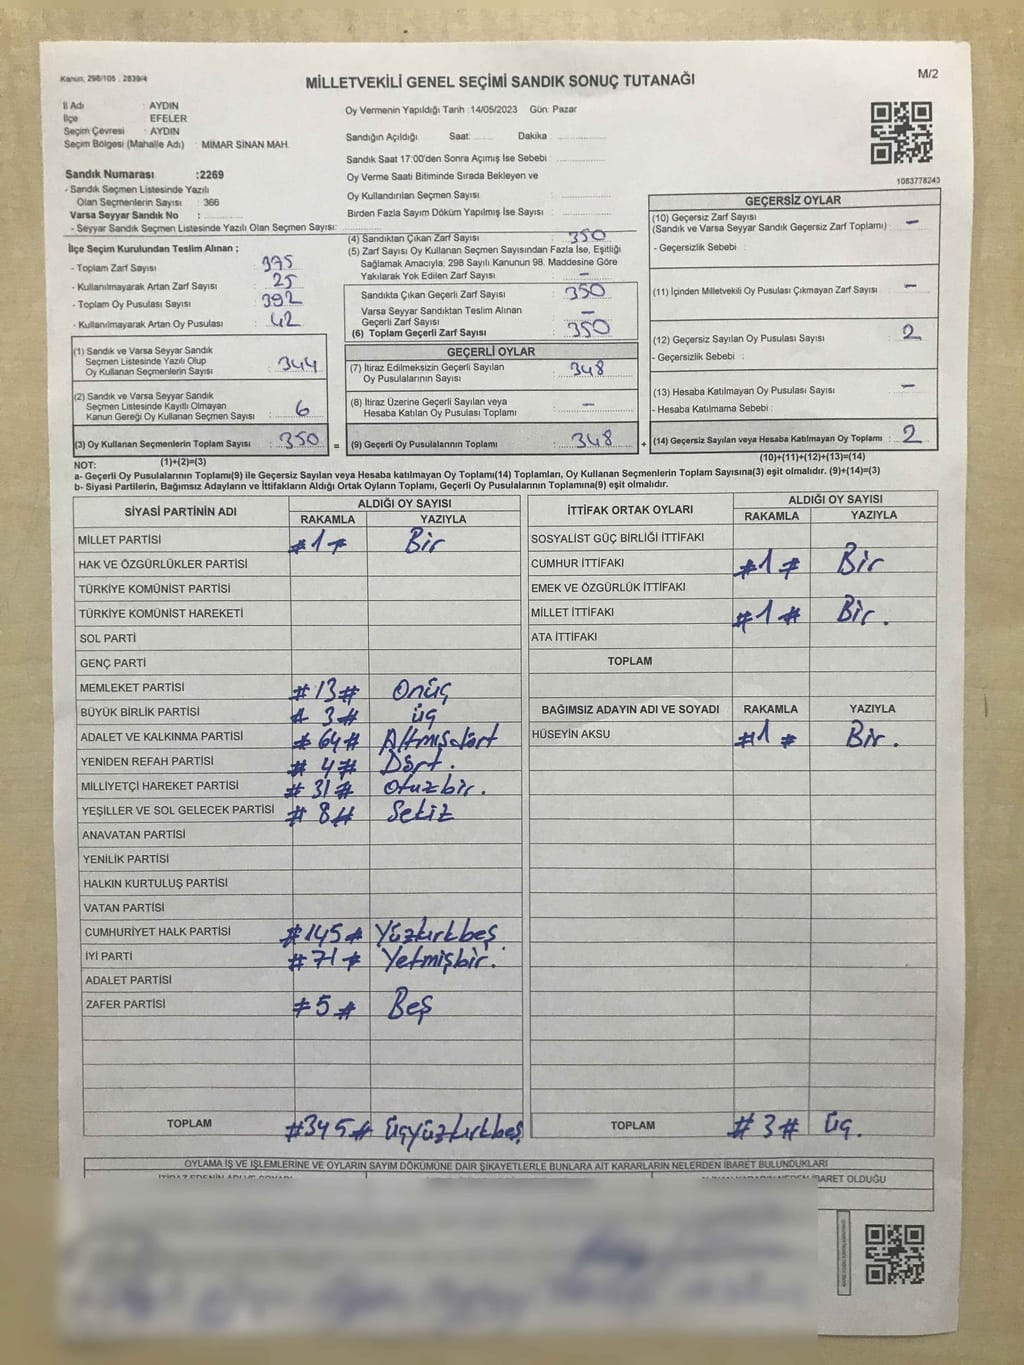 Kanun: 298/105 , 2839/4
MİLLETVEKİLİ GENEL SEÇİMİ SANDIK SONUÇ TUTANAĞI
M/2
İl Adı : AYDIN
İlçe : EFELER
Seçim Çevresi : AYDIN
Seçim Bölgesi (Mahalle Adı) : MİMAR SİNAN MAH.
Oy Vermenin Yapıldığı Tarih :14/05/2023 Gün: Pazar
Sandığın Açıldığı Saat:........ Dakika :................
Sandık Saat 17:00'den Sonra Açımış İse Sebebi :................
Oy Verme Saati Bitiminde Sırada Bekleyen ve
Oy Kullandırılan Seçmen Sayısı :................
Birden Fazla Sayım Döküm Yapılmış İse Sayısı :................
1083778243
Sandık Numarası :2269
- Sandık Seçmen Listesinde Yazılı
Olan Seçmenlerin Sayısı : 366
Varsa Seyyar Sandık No :
- Seyyar Sandık Seçmen Listesinde Yazılı Olan Seçmen Sayısı:................
İlçe Seçim Kurulundan Teslim Alınan ;
- Toplam Zarf Sayısı : 375
- Kullanılmayarak Artan Zarf Sayısı : 25
- Toplam Oy Pusulası Sayısı : 392
- Kullanılmayarak Artan Oy Pusulası : 42
(1) Sandık ve Varsa Seyyar Sandık
Seçmen Listesinde Yazılı Olup
Oy Kullanan Seçmenlerin Sayısı : 344
(2) Sandık ve Varsa Seyyar Sandık
Seçmen Listesinde Kayıtlı Olmayan
Kanun Gereği Oy Kullanan Seçmen Sayısı : 6
(3) Oy Kullanan Seçmenlerin Toplam Sayısı : 350 =
(1)+(2)=(3)
(4) Sandıktan Çıkan Zarf Sayısı : 350
(5) Zarf Sayısı Oy Kullanan Seçmen Sayısından Fazla İse, Eşitliği
Sağlamak Amacıyla, 298 Sayılı Kanunun 98. Maddesine Göre
Yakılarak Yok Edilen Zarf Sayısı : –
Sandıkta Çıkan Geçerli Zarf Sayısı : 350
Varsa Seyyar Sandıktan Teslim Alınan
Geçerli Zarf Sayısı : –
(6) Toplam Geçerli Zarf Sayısı : 350
GEÇERLİ OYLAR
(7) İtiraz Edilmeksizin Geçerli Sayılan
Oy Pusulalarının Sayısı : 348
(8) İtiraz Üzerine Geçerli Sayılan veya
Hesaba Katılan Oy Pusulası Toplamı : –
(9) Geçerli Oy Pusulalarının Toplamı : 348 +
GEÇERSİZ OYLAR
(10) Geçersiz Zarf Sayısı
(Sandık ve Varsa Seyyar Sandık Geçersiz Zarf Toplamı) : –
- Geçersizlik Sebebi :
(11) İçinden Milletvekili Oy Pusulası Çıkmayan Zarf Sayısı : –
(12) Geçersiz Sayılan Oy Pusulası Sayısı : 2
- Geçersizlik Sebebi :
(13) Hesaba Katılmayan Oy Pusulası Sayısı : –
- Hesaba Katılmama Sebebi :
(14) Geçersiz Sayılan veya Hesaba Katılmayan Oy Toplamı : 2
(10)+(11)+(12)+(13)=(14)
NOT:
a- Geçerli Oy Pusulalarının Toplamı(9) ile Geçersiz Sayılan veya Hesaba katılmayan Oy Toplamı(14) Toplamları, Oy Kullanan Seçmenlerin Toplam Sayısına(3) eşit olmalıdır. (9)+(14)=(3)
b- Siyasi Partilerin, Bağımsız Adayların ve İttifakların Aldığı Ortak Oyların Toplamı, Geçerli Oy Pusulalarının Toplamına(9) eşit olmalıdır.
SİYASİ PARTİNİN ADI ALDIĞI OY SAYISI
RAKAMLA YAZIYLA
MİLLET PARTİSİ #1# Bir
HAK VE ÖZGÜRLÜKLER PARTİSİ
TÜRKİYE KOMÜNİST PARTİSİ
TÜRKİYE KOMÜNİST HAREKETİ
SOL PARTİ
GENÇ PARTİ
MEMLEKET PARTİSİ #13# Onüç
BÜYÜK BİRLİK PARTİSİ # 3# üç
ADALET VE KALKINMA PARTİSİ # 64# Altmışdört
YENİDEN REFAH PARTİSİ # 4# Dört.
MİLLİYETÇİ HAREKET PARTİSİ # 31# Otuzbir.
YEŞİLLER VE SOL GELECEK PARTİSİ # 8# Sekiz
ANAVATAN PARTİSİ
YENİLİK PARTİSİ
HALKIN KURTULUŞ PARTİSİ
VATAN PARTİSİ
CUMHURİYET HALK PARTİSİ #145# Yüzkırkbeş
İYİ PARTİ # 71# Yetmişbir.
ADALET PARTİSİ
ZAFER PARTİSİ #5# Beş
TOPLAM #345# üçyüzkırkbeş
İTTİFAK ORTAK OYLARI ALDIĞI OY SAYISI
RAKAMLA YAZIYLA
SOSYALİST GÜÇ BİRLİĞİ İTTİFAKI
CUMHUR İTTİFAKI #1# Bir
EMEK VE ÖZGÜRLÜK İTTİFAKI
MİLLET İTTİFAKI #1# Bir.
ATA İTTİFAKI
TOPLAM
BAĞIMSIZ ADAYIN ADI VE SOYADI RAKAMLA YAZIYLA
HÜSEYİN AKSU #1# Bir.
TOPLAM # 3# üç.
OYLAMA İŞ VE İŞLEMLERİNE VE OYLARIN SAYIM DÖKÜMÜNE DAİR ŞİKAYETLERLE BUNLARA AİT KARARLARIN NELERDEN İBARET BULUNDUKLARI
İBARET OLDUĞU